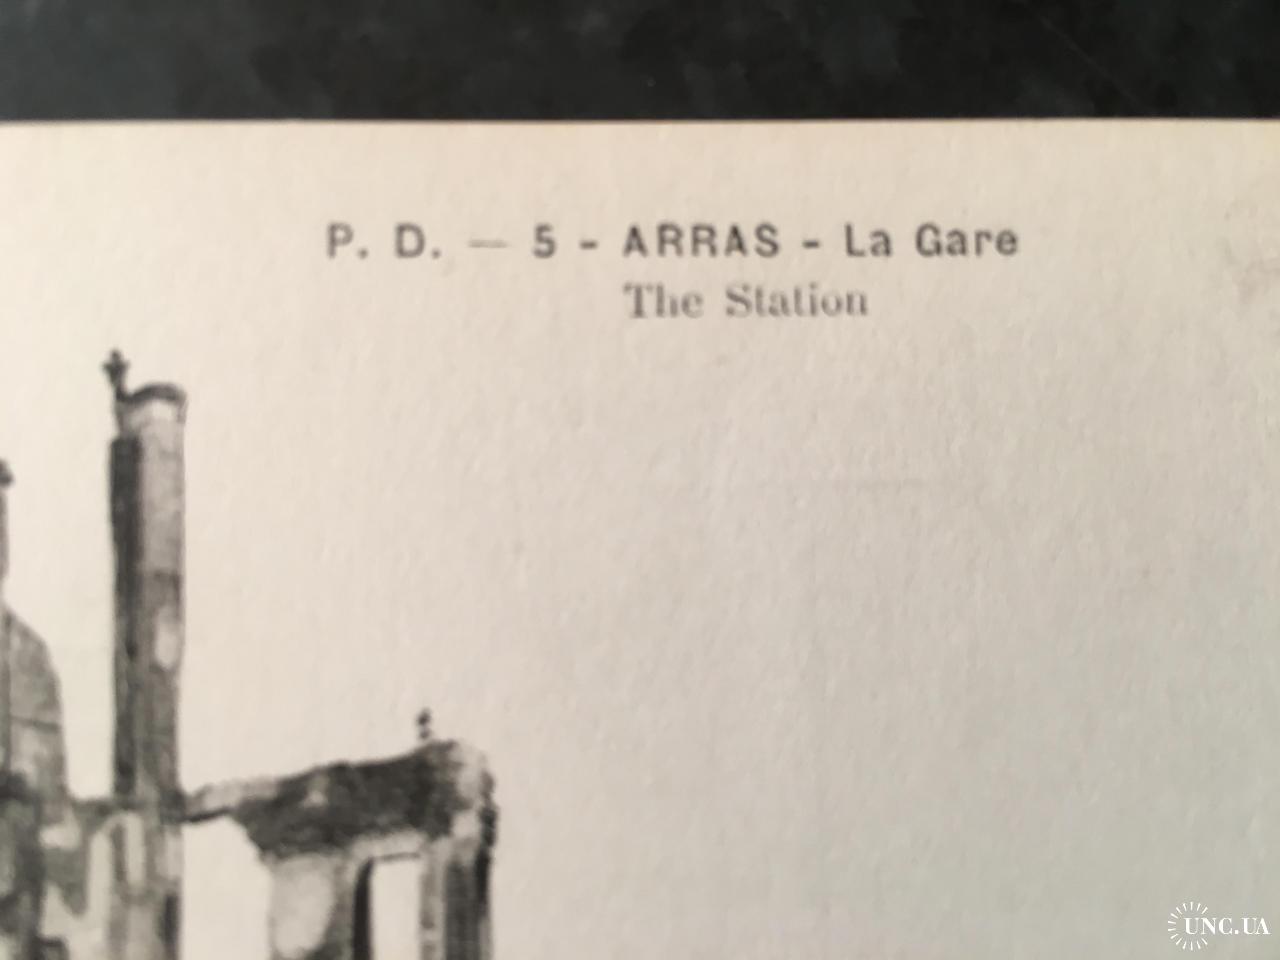 P. D. — 5 - ARRAS - La Gare
The Station
UNC.UA